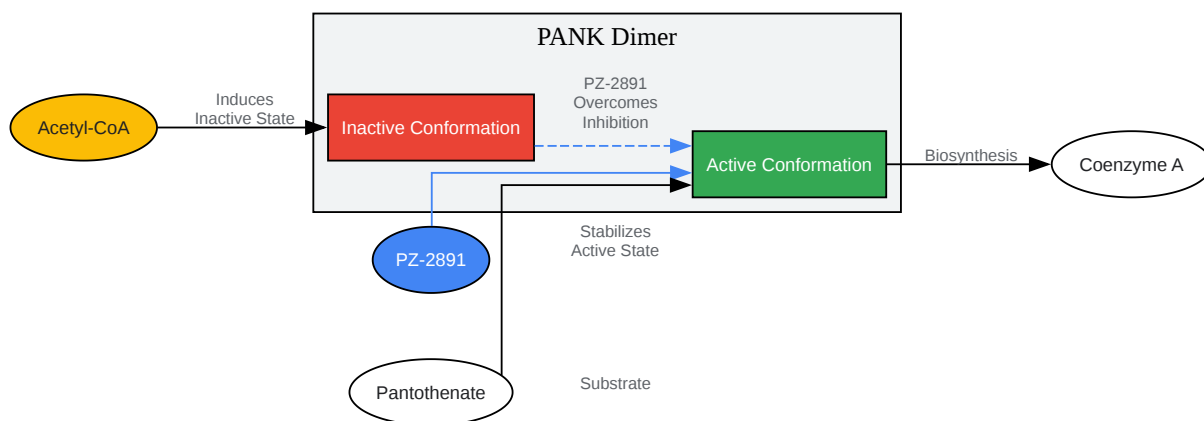 PANK Dimer
PZ-2891
Overcomes
Inhibition
Induces
Inactive State
Acetyl-CoA
Inactive Conformation
Active Conformation
Biosynthesis
Coenzyme A
Stabilizes
Active State
PZ-2891
Pantothenate
Substrate